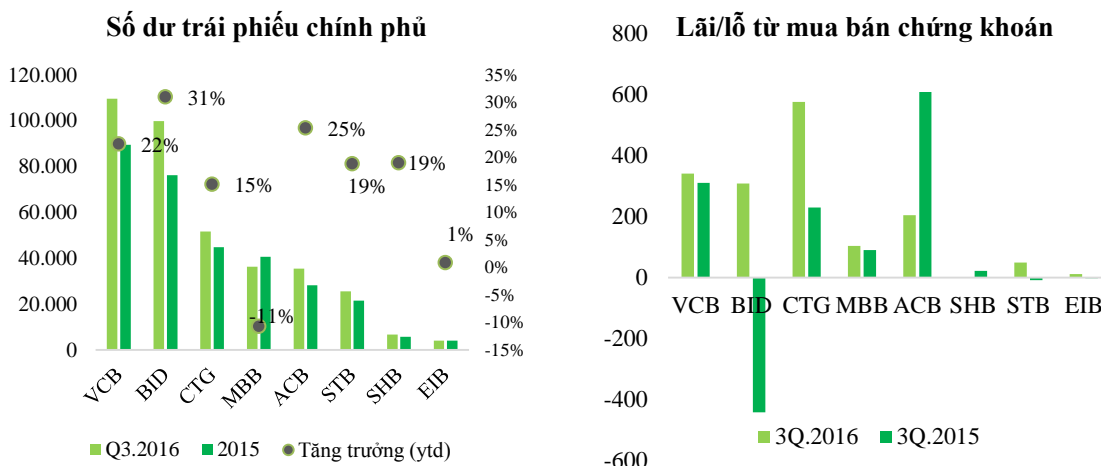 Số dư trái phiếu chính phủ
120.000
100.000
80.000
60.000
40.000
20.000
0
35%
30%
25%
20%
15%
10%
5%
0%
-5%
-10%
-15%
22%
31%
15%
-11%
25%
19%
19%
1%
VCB
BID
CTG
MBB
ACB
STB
SHB
EIB
Q3.2016
2015
Tăng trưởng (ytd)
Lãi/lỗ từ mua bán chứng khoán
800
600
400
200
0
-200
-400
-600
VCB
BID
CTG
MBB
ACB
SHB
STB
EIB
3Q.2016
3Q.2015